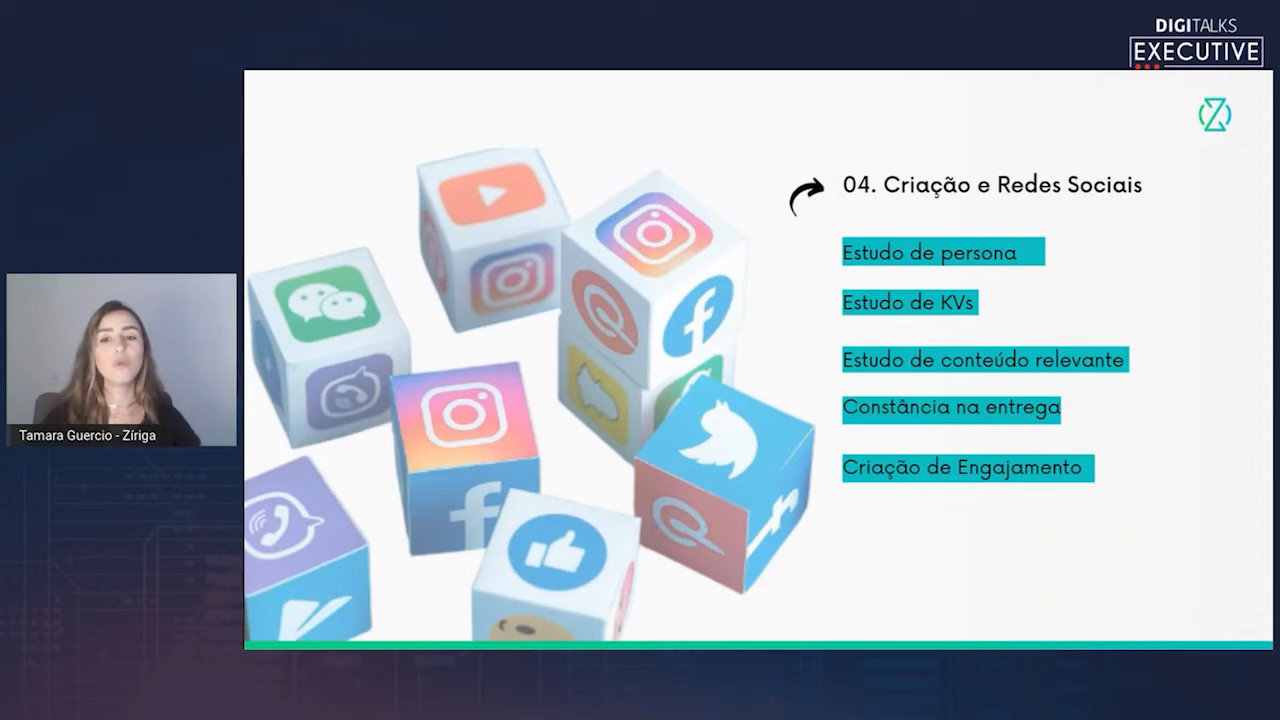 DIGITALKS
EXECUTIVE
04. Criação e Redes Sociais
Estudo de persona
Estudo de KVs
Estudo de conteúdo relevante
Constância na entrega
Criação de Engajamento
Tamara Guercio - Zíriga